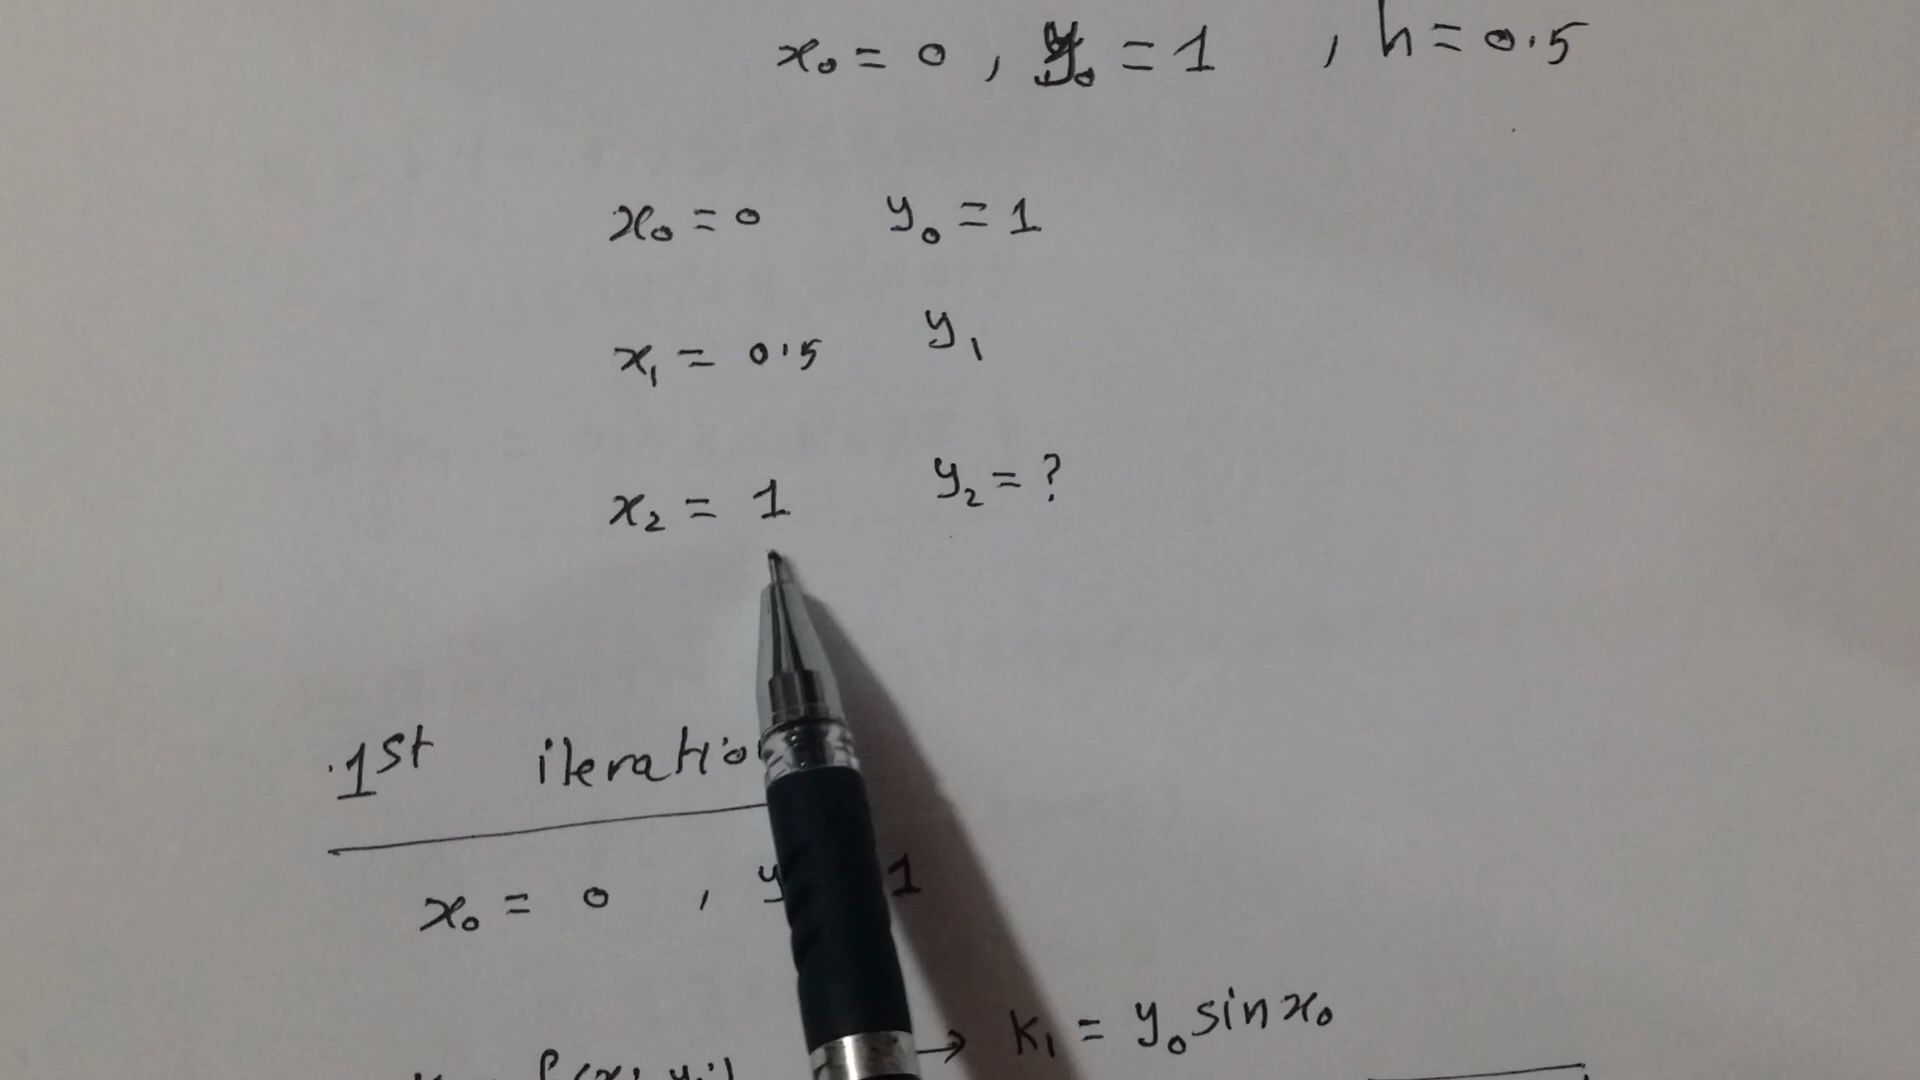 x₀ = 0 , y₀ = 1 , h = 0.5
x₀ = 0 y₀ = 1
x₁ = 0.5 y₁
x₂ = 1 y₂ = ?
1st iteratio
x₀ = 0 , y 1
→ K₁ = y₀ sin x₀